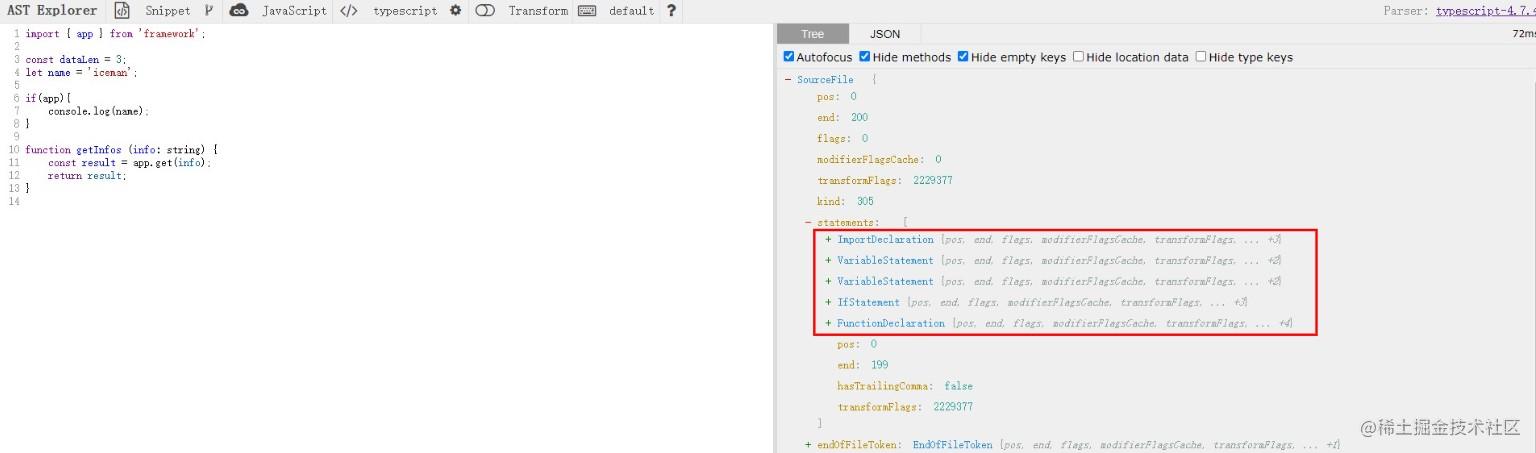 AST Explorer Snippet JavaScript </> typescript Transform default ? Parser: typescript-4.7.4
Tree JSON 72ms
Autofocus Hide methods Hide empty keys Hide location data Hide type keys
1 import { app } from 'framework';
2
3 const dataLen = 3;
4 let name = 'iceman';
5
6 if(app){
7 console.log(name);
8 }
9
10 function getInfos (info: string) {
11 const result = app.get(info);
12 return result;
13 }
14
− SourceFile {
pos: 0
end: 200
flags: 0
modifierFlagsCache: 0
transformFlags: 2229377
kind: 305
− statements: [
+ ImportDeclaration {pos, end, flags, modifierFlagsCache, transformFlags, ... +3}
+ VariableStatement {pos, end, flags, modifierFlagsCache, transformFlags, ... +2}
+ VariableStatement {pos, end, flags, modifierFlagsCache, transformFlags, ... +2}
+ IfStatement {pos, end, flags, modifierFlagsCache, transformFlags, ... +3}
+ FunctionDeclaration {pos, end, flags, modifierFlagsCache, transformFlags, ... +4}
pos: 0
end: 199
hasTrailingComma: false
transformFlags: 2229377
]
+ endOfFileToken: EndOfFileToken {pos, end, flags, modifierFlagsCache, transformFlags, ... +1}
@稀土掘金技术社区